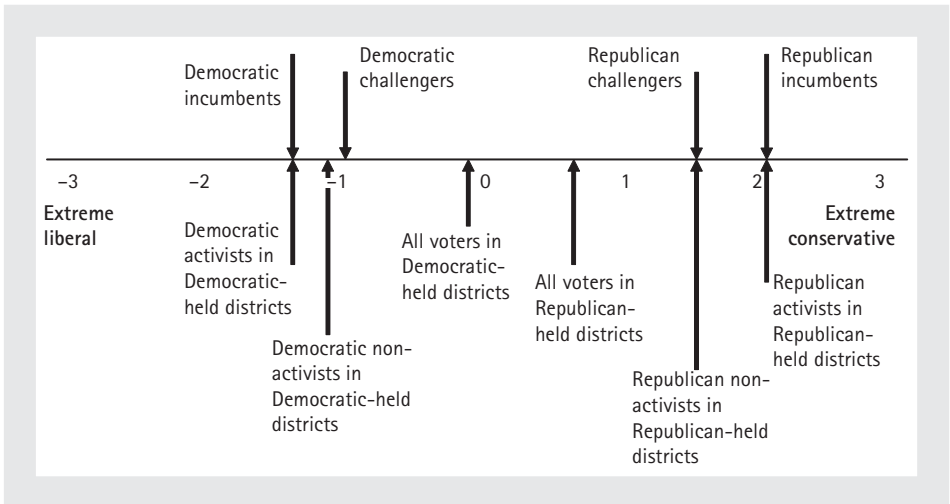 Democratic
incumbents
Democratic
challengers
Republican
challengers
Republican
incumbents
–3
–2
–1
0
1
2
3
Extreme
liberal
Extreme
conservative
Democratic
activists in
Democratic-
held districts
Democratic non-
activists in
Democratic-held
districts
All voters in
Democratic-
held districts
All voters in
Republican-
held districts
Republican non-
activists in
Republican-held
districts
Republican
activists in
Republican-
held districts